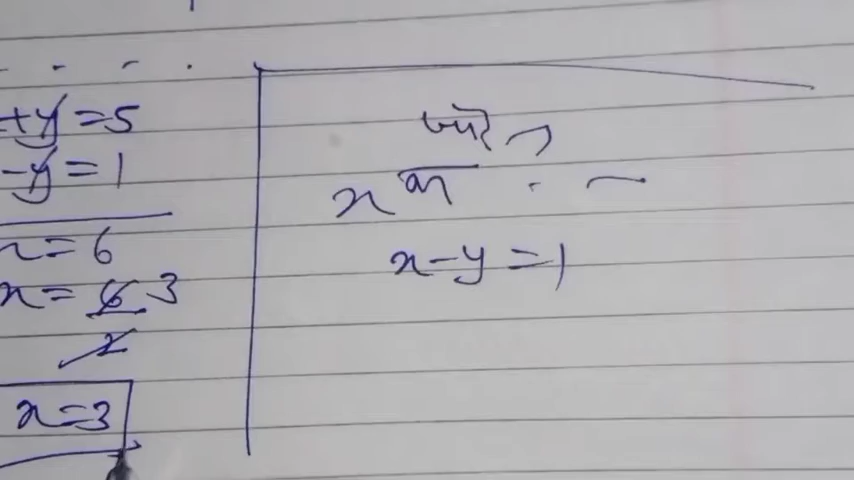 +y = 5
-y = 1
x = 6
x = 6 3
2
x = 3
x का
x - y = 1